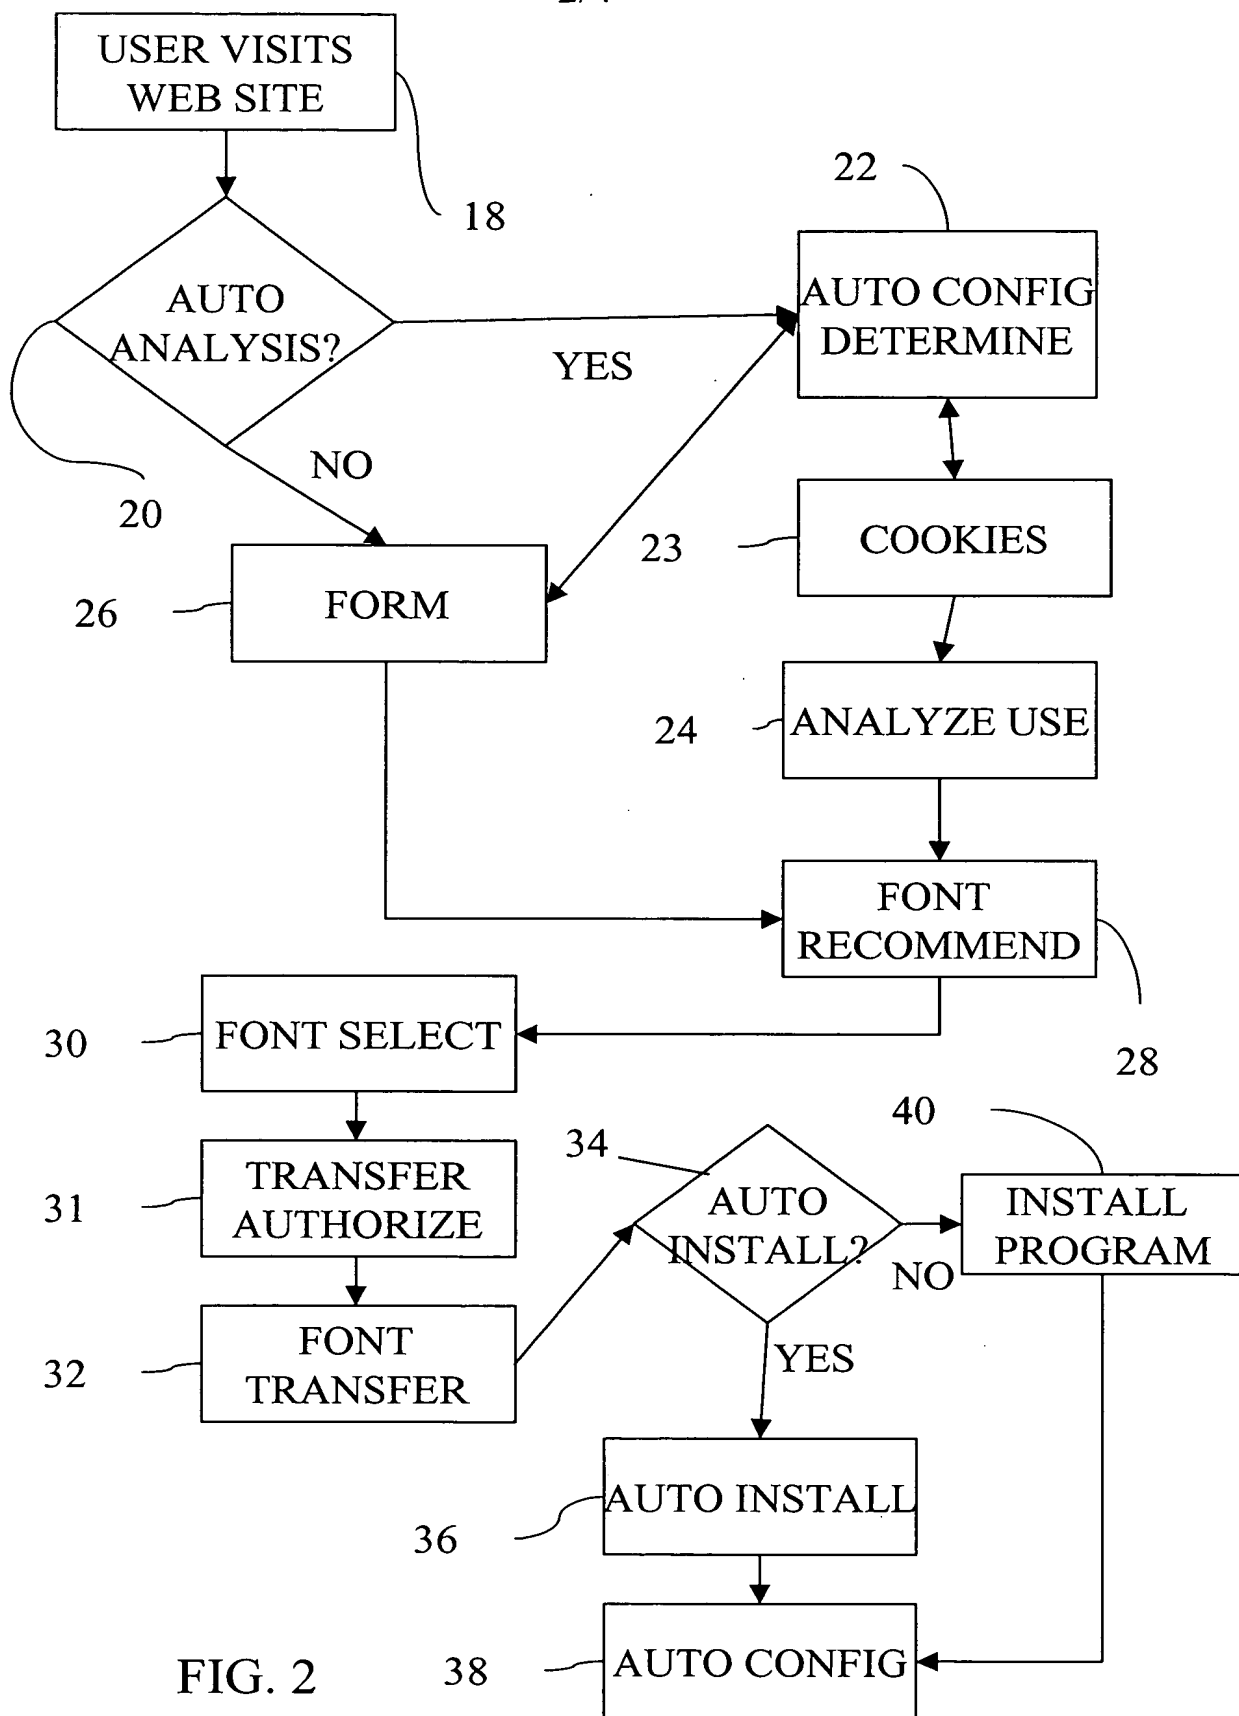 USER VISITS
WEB SITE
18
AUTO
ANALYSIS?
20
YES
NO
22
AUTO CONFIG
DETERMINE
23
COOKIES
26
FORM
24
ANALYZE USE
FONT
RECOMMEND
28
30
FONT SELECT
31
TRANSFER
AUTHORIZE
32
FONT
TRANSFER
34
AUTO
INSTALL?
NO
YES
40
INSTALL
PROGRAM
36
AUTO INSTALL
38
AUTO CONFIG
FIG. 2